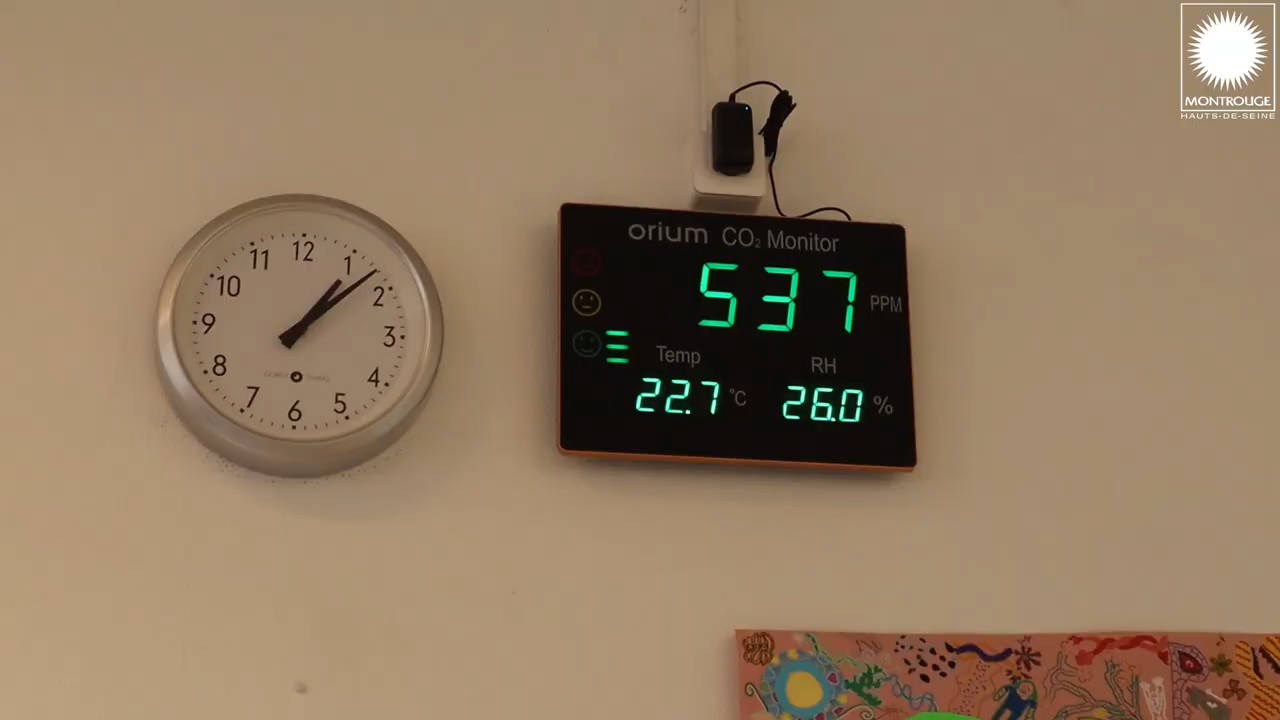 MONTROUGE
HAUTS-DE-SEINE
orium CO₂ Monitor
537 PPM
Temp RH
22.7 °C 26.0 %
12
1
2
3
4
5
6
7
8
9
10
11